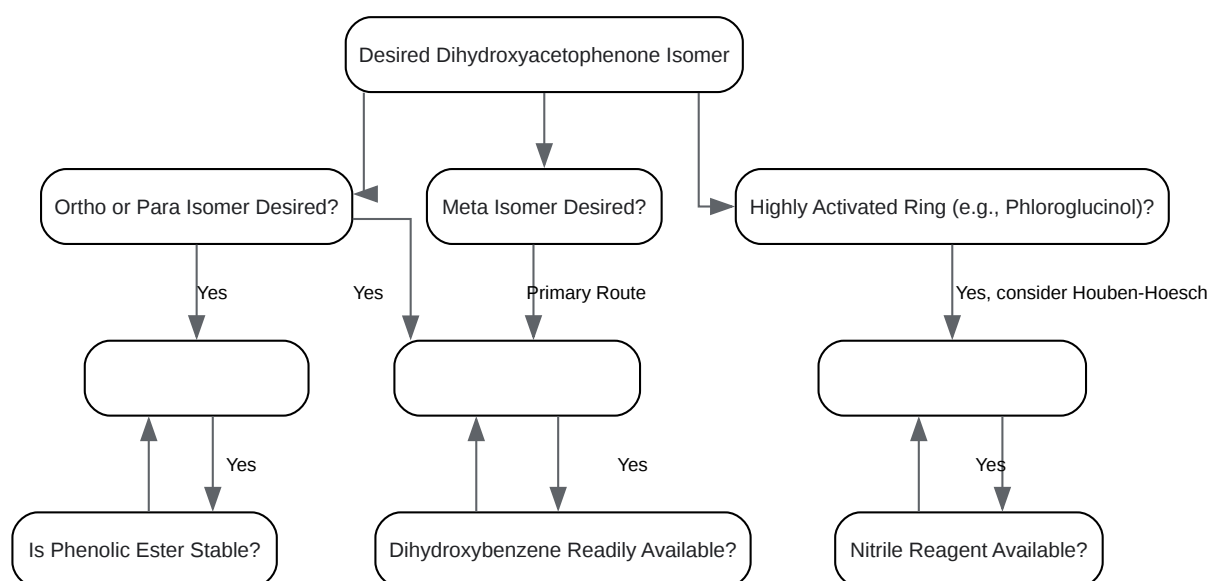 Desired Dihydroxyacetophenone Isomer
Ortho or Para Isomer Desired?
Meta Isomer Desired?
Highly Activated Ring (e.g., Phloroglucinol)?
Yes
Yes
Primary Route
Yes, consider Houben-Hoesch
Yes
Yes
Yes
Is Phenolic Ester Stable?
Dihydroxybenzene Readily Available?
Nitrile Reagent Available?